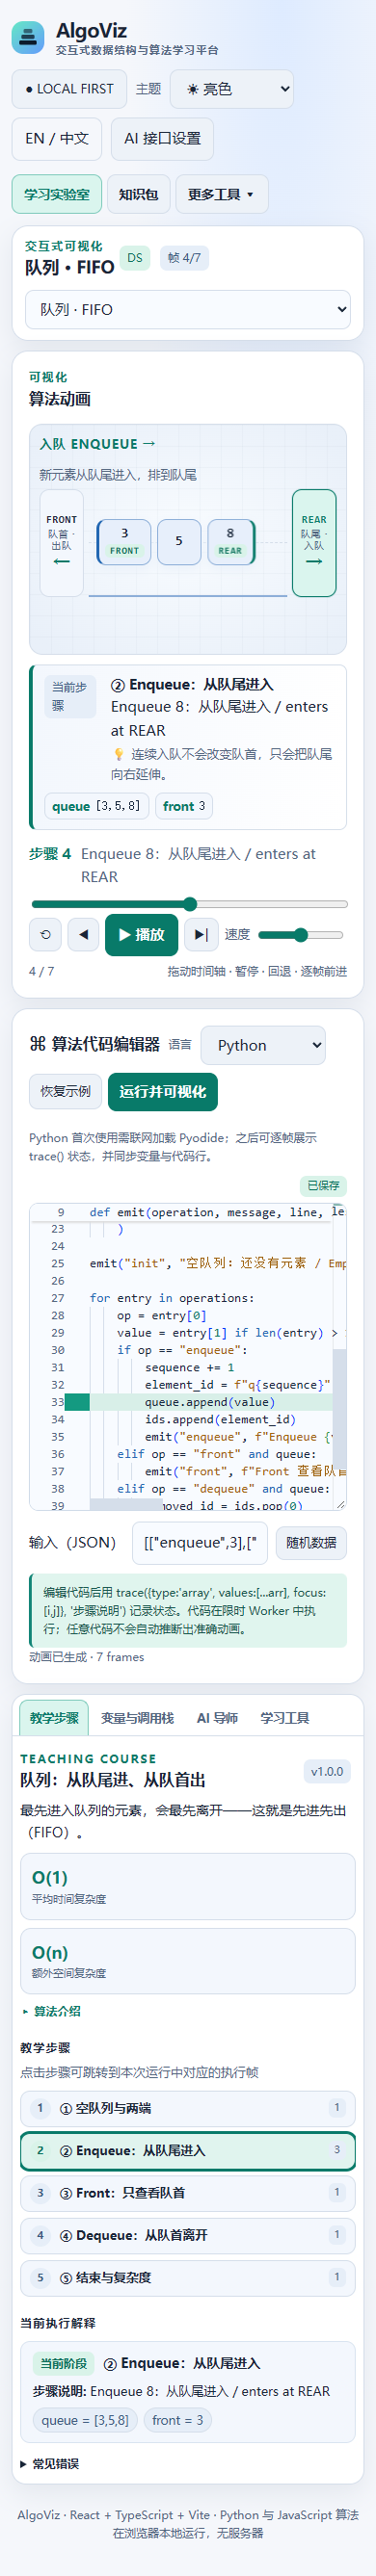 AlgoViz
交互式数据结构与算法学习平台
● LOCAL FIRST
主题
☀ 亮色
EN / 中文
AI 接口设置
学习实验室
知识包
更多工具 ▾
交互式可视化
队列 • FIFO
DS
帧 4/7
队列 · FIFO
可视化
算法动画
入队 ENQUEUE →
新元素从队尾进入，排到队尾
FRONT
队首 ·
出队
←
3
FRONT
5
8
REAR
REAR
队尾 ·
入队
→
当前步
骤
② Enqueue：从队尾进入
Enqueue 8：从队尾进入 / enters
at REAR
💡 连续入队不会改变队首，只会把队尾
向右延伸。
queue [3,5,8]
front 3
步骤 4
Enqueue 8：从队尾进入 / enters at
REAR
▶ 播放
速度
4 / 7
拖动时间轴 · 暂停 · 回退 · 逐帧前进
⌘ 算法代码编辑器
语言
Python
恢复示例
运行并可视化
Python 首次使用需联网加载 Pyodide；之后可逐帧展示
trace() 状态，并同步变量与代码行。
已保存
9 def emit(operation, message, line, le
23 )
24
25 emit("init", "空队列：还没有元素 / Emp
26
27 for entry in operations:
28 op = entry[0]
29 value = entry[1] if len(entry) >
30 if op == "enqueue":
31 sequence += 1
32 element_id = f"q{sequence}"
33 queue.append(value)
34 ids.append(element_id)
35 emit("enqueue", f"Enqueue {
36 elif op == "front" and queue:
37 emit("front", f"Front 查看队首
38 elif op == "dequeue" and queue:
39 moved_id = ids.pop(0)
输入（JSON）
[["enqueue",3],["
随机数据
编辑代码后用 trace({type:'array', values:[...arr], focus:
[i,j]}, '步骤说明') 记录状态。代码在限时 Worker 中执
行；任意代码不会自动推断出准确动画。
动画已生成 · 7 frames
教学步骤
变量与调用栈
AI 导师
学习工具
TEACHING COURSE
队列：从队尾进、从队首出
v1.0.0
最先进入队列的元素，会最先离开——这就是先进先出
（FIFO）。
O(1)
平均时间复杂度
O(n)
额外空间复杂度
▸ 算法介绍
教学步骤
点击步骤可跳转到本次运行中对应的执行帧
1 ① 空队列与两端 1
2 ② Enqueue：从队尾进入 3
3 ③ Front：只查看队首 1
4 ④ Dequeue：从队首离开 1
5 ⑤ 结束与复杂度 1
当前执行解释
当前阶段
② Enqueue：从队尾进入
步骤说明: Enqueue 8：从队尾进入 / enters at REAR
queue = [3,5,8]
front = 3
▸ 常见错误
AlgoViz · React + TypeScript + Vite · Python 与 JavaScript 算法
在浏览器本地运行，无服务器